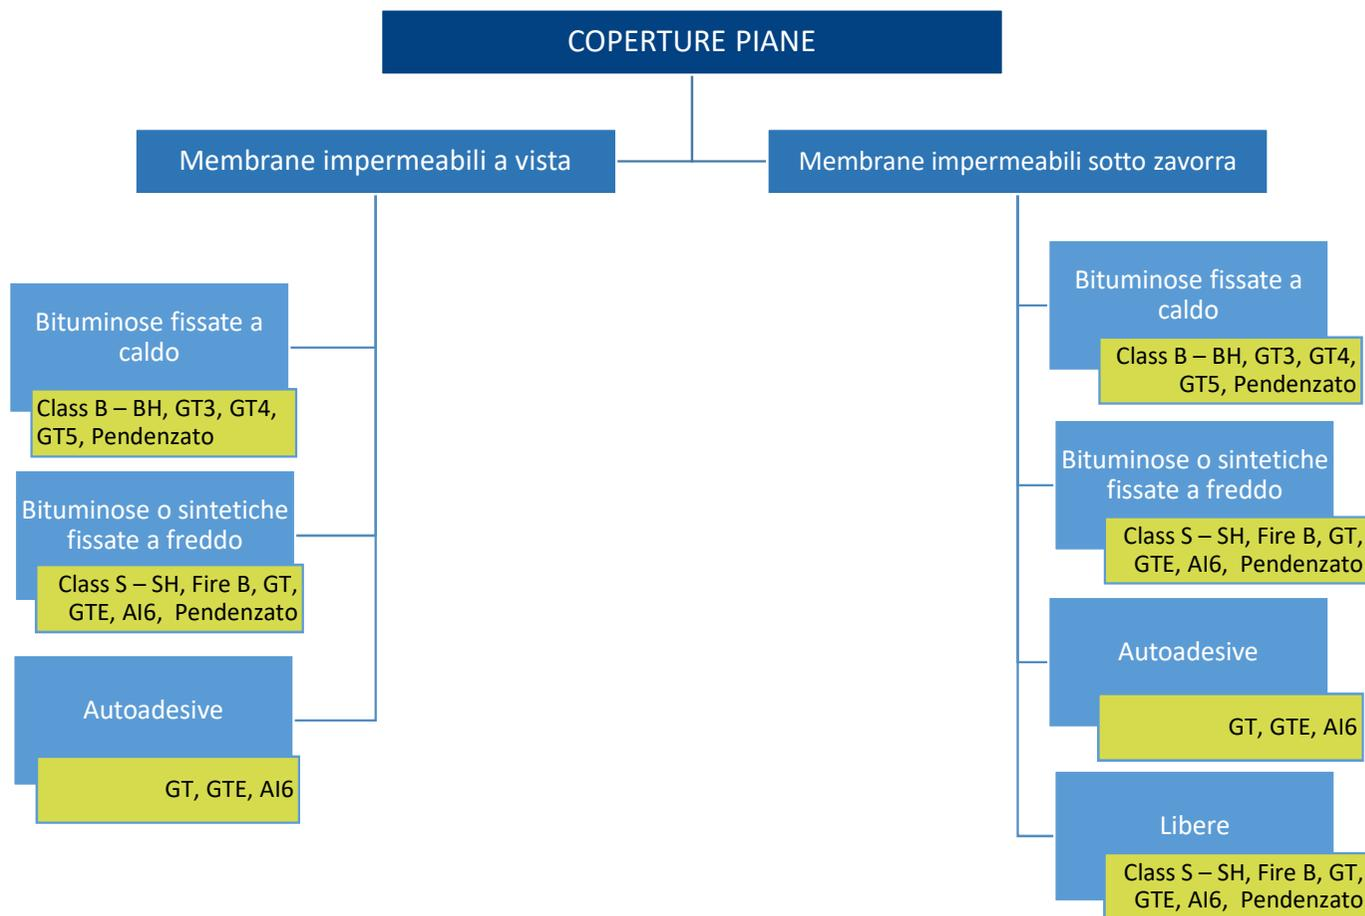 COPERTURE PIANE
Membrane impermeabili a vista
Membrane impermeabili sotto zavorra
Bituminose fissate a
caldo
Class B – BH, GT3, GT4,
GT5, Pendenzato
Bituminose o sintetiche
fissate a freddo
Class S – SH, Fire B, GT,
GTE, AI6, Pendenzato
Autoadesive
GT, GTE, AI6
Bituminose fissate a
caldo
Class B – BH, GT3, GT4,
GT5, Pendenzato
Bituminose o sintetiche
fissate a freddo
Class S – SH, Fire B, GT,
GTE, AI6, Pendenzato
Autoadesive
GT, GTE, AI6
Libere
Class S – SH, Fire B, GT,
GTE, AI6, Pendenzato